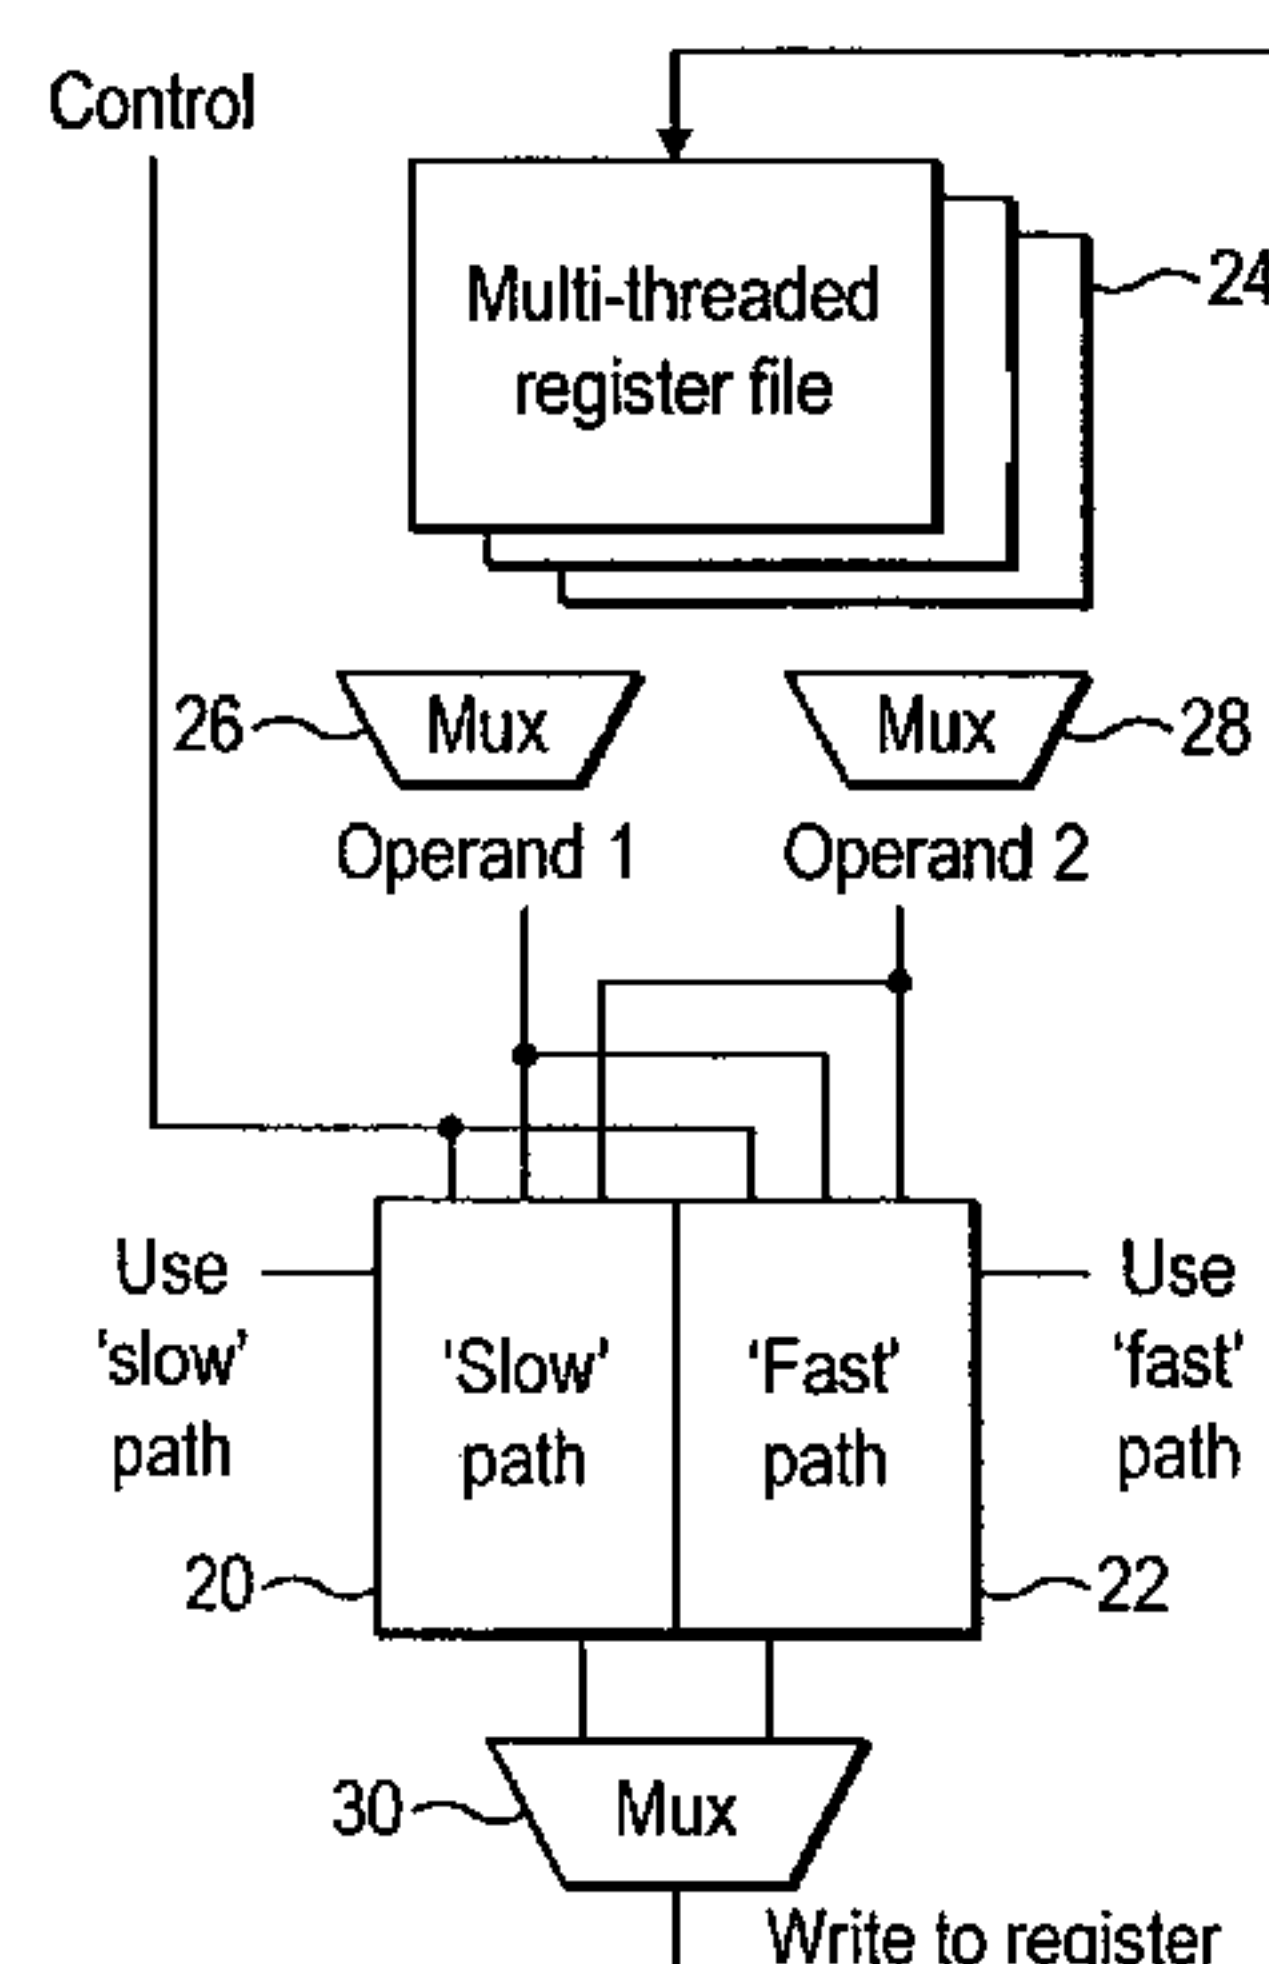 Control
Multi-threaded
register file
24
26
Mux
Mux
28
Operand 1
Operand 2
Use
'slow'
path
'Slow'
path
'Fast'
path
Use
'fast'
path
20
22
30
Mux
Write to register